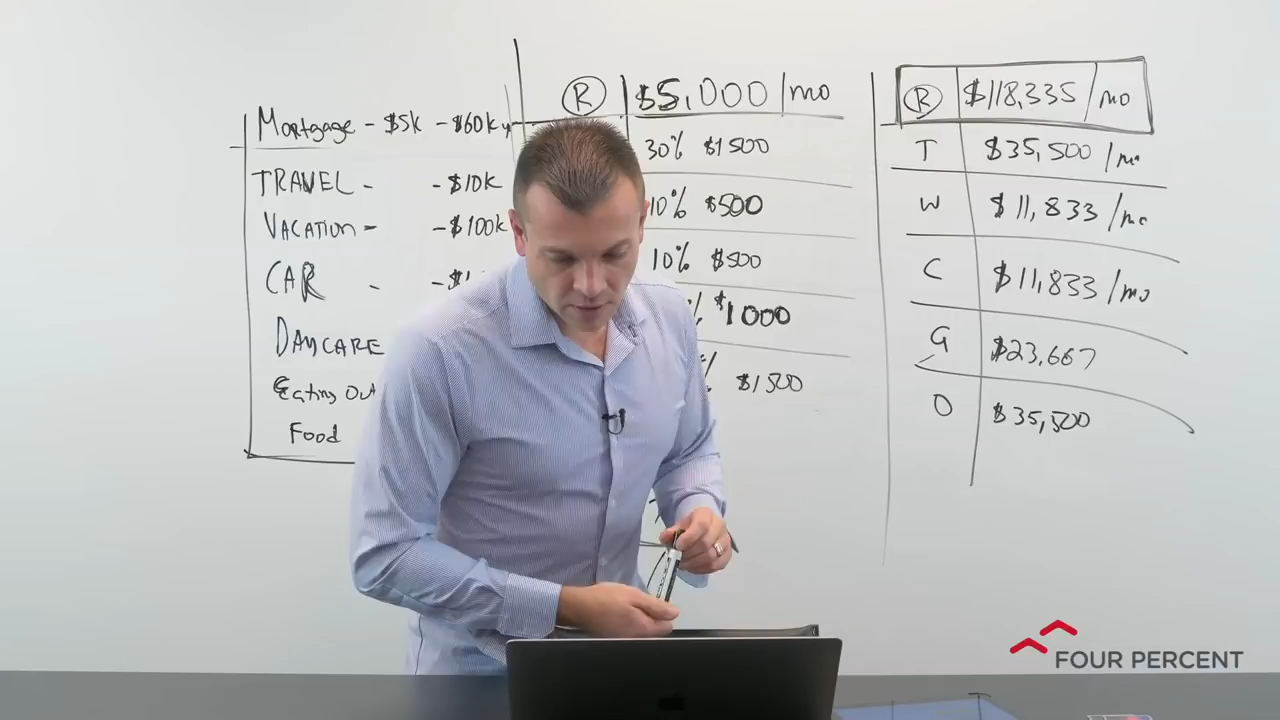 Mortgage - $5k - $60k
TRAVEL - - $10k
VACATION - - $100k
CAR - - $1
DAYCARE
Eating Out
Food
R $5,000/mo
30% $1500
10% $500
10% $500
% $1000
% $1500
R $118,335/mo
T $35,500/mo
W $11,833/mo
C $11,833/mo
G $23,667
O $35,500
FOUR PERCENT